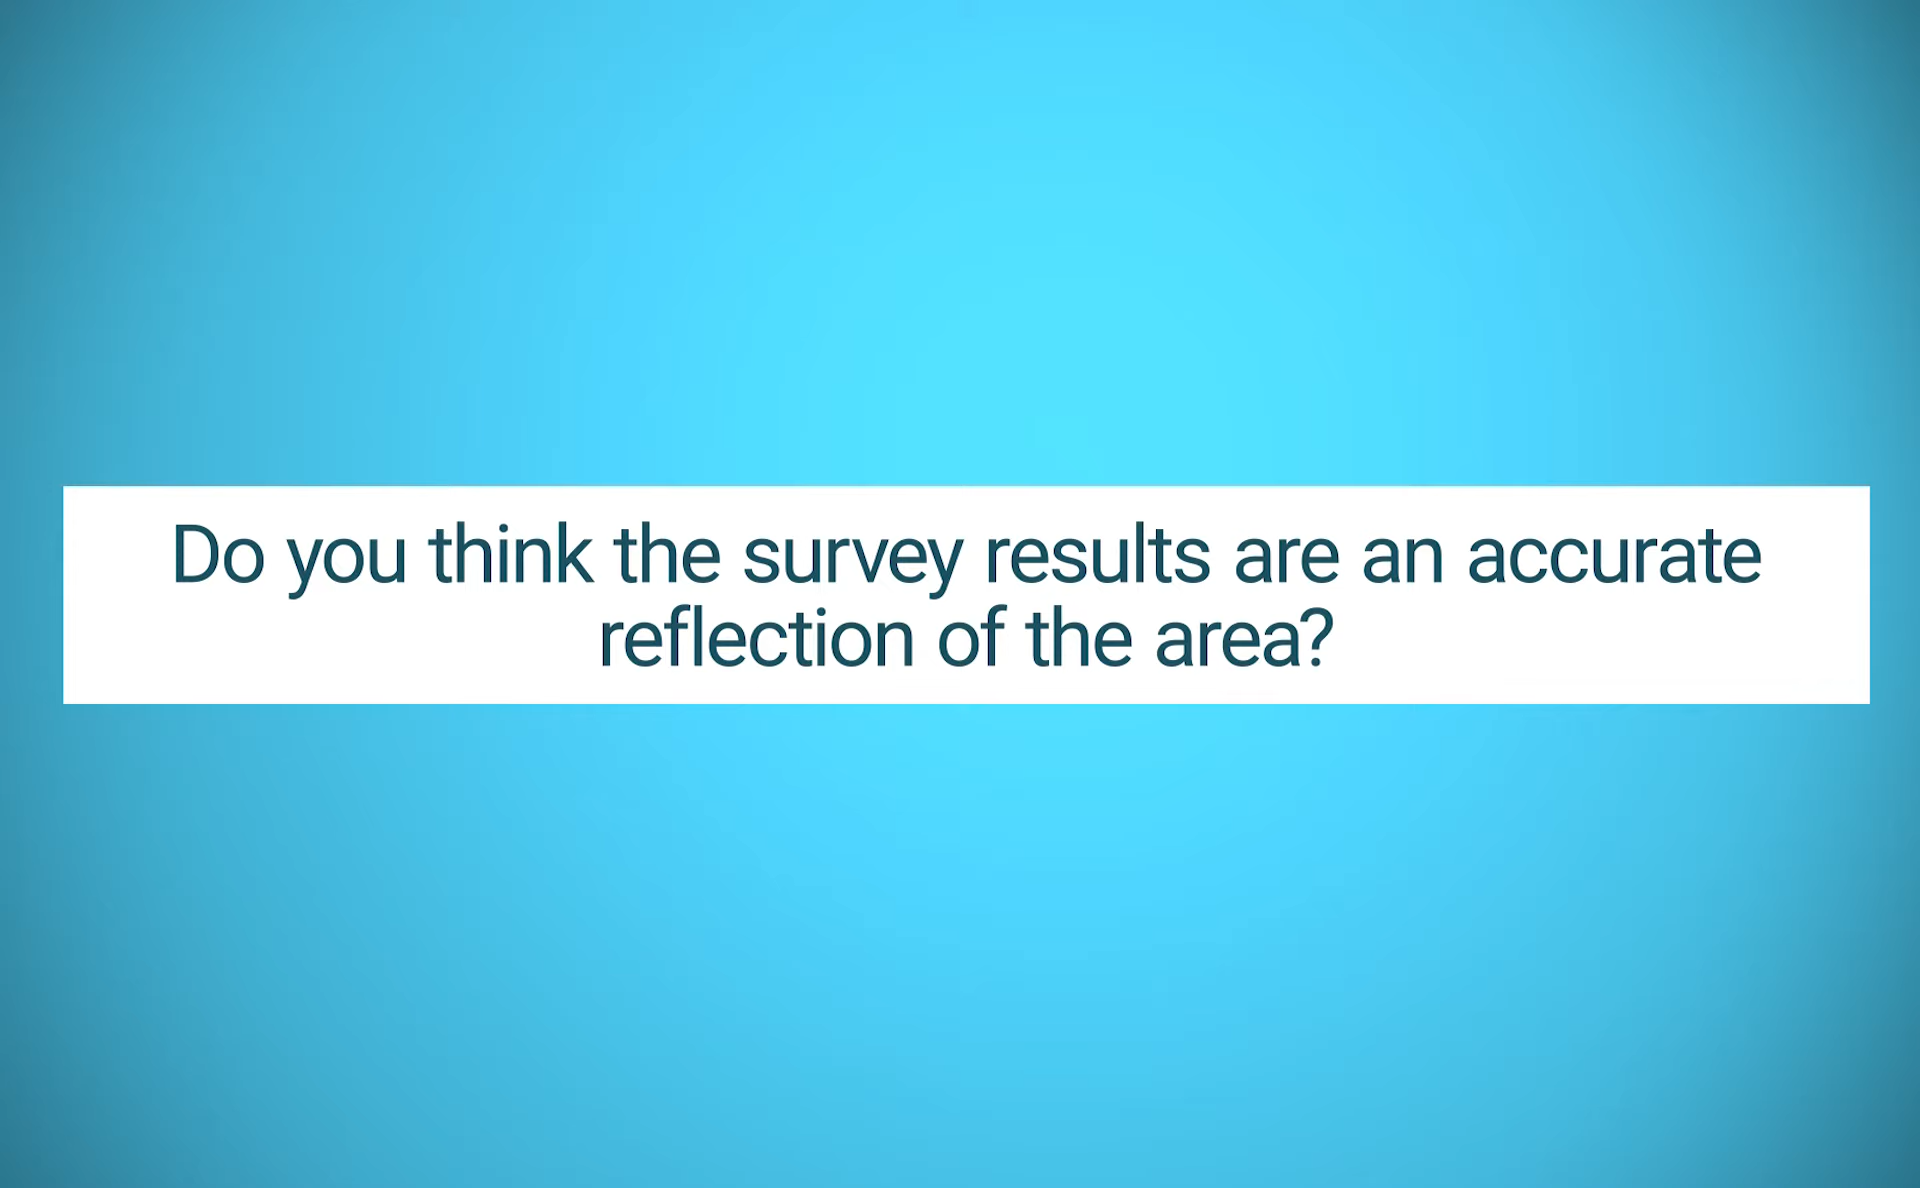 Do you think the survey results are an accurate
reflection of the area?